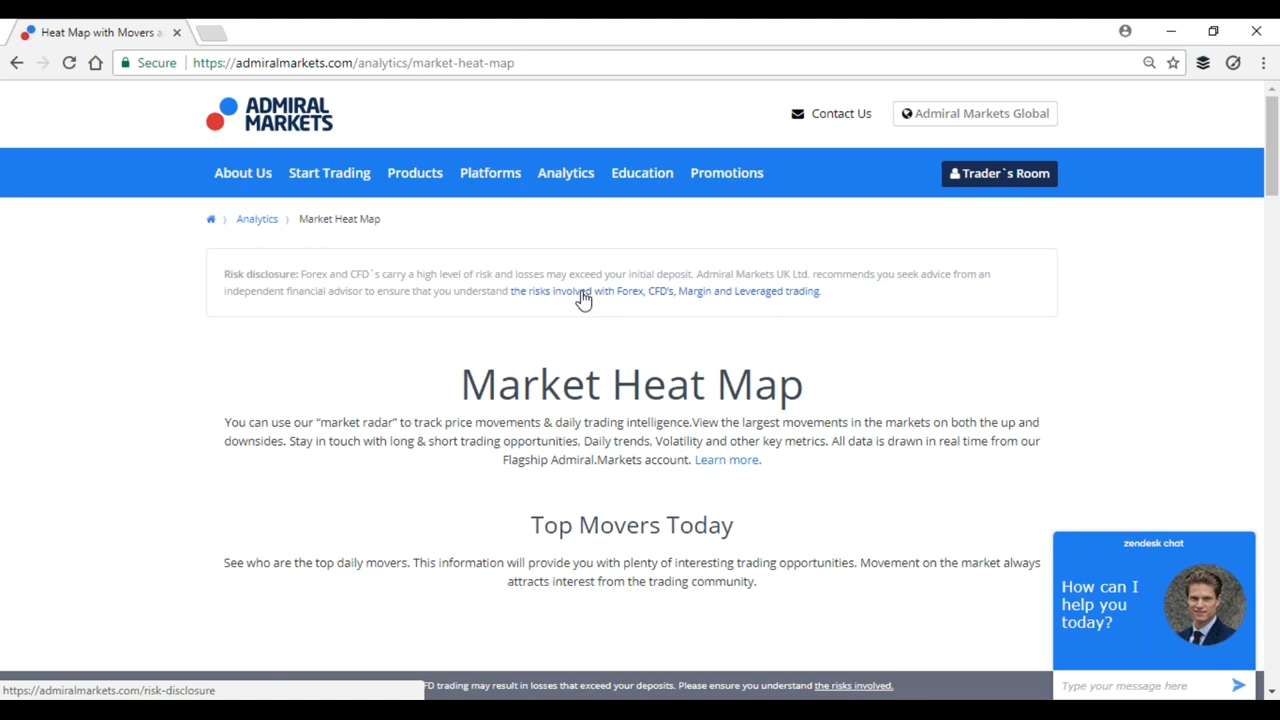 Heat Map with Movers a
Secure https://admiralmarkets.com/analytics/market-heat-map
ADMIRAL
MARKETS
Contact Us
Admiral Markets Global
About Us Start Trading Products Platforms Analytics Education Promotions
Trader`s Room
Analytics Market Heat Map
Risk disclosure: Forex and CFD`s carry a high level of risk and losses may exceed your initial deposit. Admiral Markets UK Ltd. recommends you seek advice from an
independent financial advisor to ensure that you understand the risks involved with Forex, CFD's, Margin and Leveraged trading.
Market Heat Map
You can use our “market radar” to track price movements & daily trading intelligence.View the largest movements in the markets on both the up and
downsides. Stay in touch with long & short trading opportunities, Daily trends, Volatility and other key metrics. All data is drawn in real time from our
Flagship Admiral.Markets account. Learn more.
Top Movers Today
See who are the top daily movers. This information will provide you with plenty of interesting trading opportunities. Movement on the market always
attracts interest from the trading community.
zendesk chat
How can I
help you
today?
Type your message here
https://admiralmarkets.com/risk-disclosure
FD trading may result in losses that exceed your deposits. Please ensure you understand the risks involved.